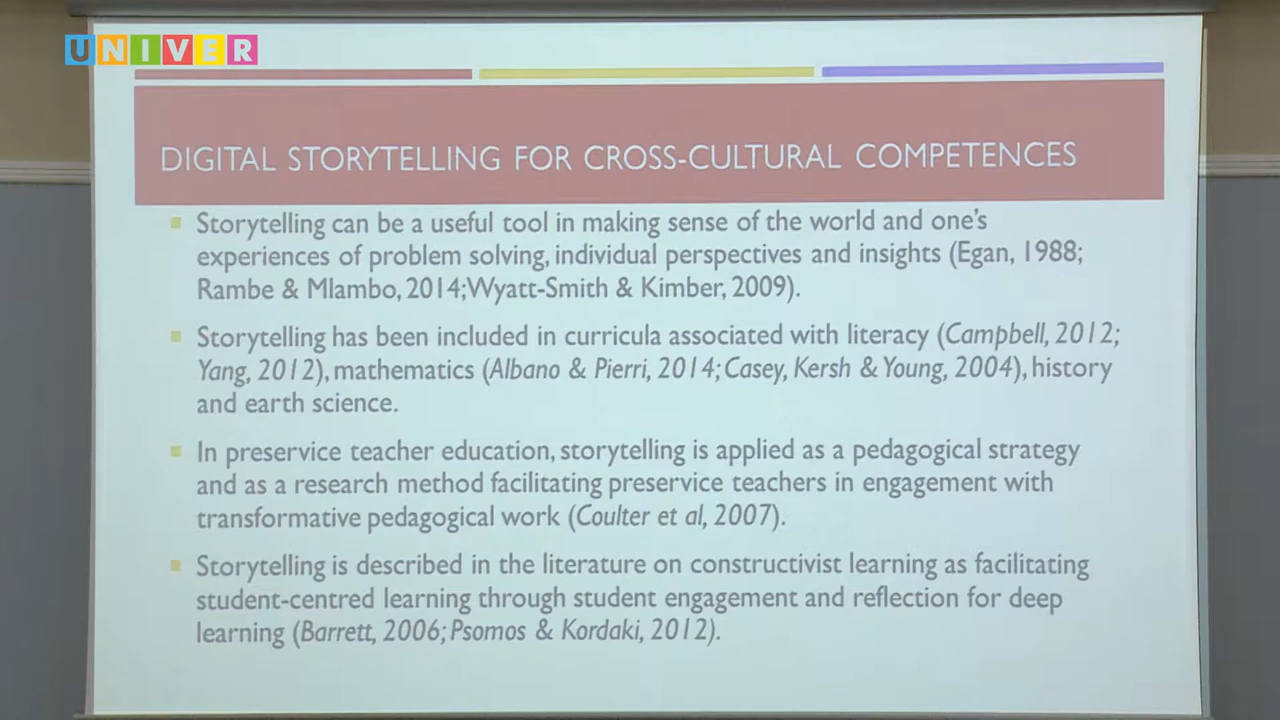 UNIVER
DIGITAL STORYTELLING FOR CROSS-CULTURAL COMPETENCES
Storytelling can be a useful tool in making sense of the world and one's
experiences of problem solving, individual perspectives and insights (Egan, 1988;
Rambe & Mlambo, 2014;Wyatt-Smith & Kimber, 2009).
Storytelling has been included in curricula associated with literacy (Campbell, 2012;
Yang, 2012), mathematics (Albano & Pierri, 2014; Casey, Kersh & Young, 2004), history
and earth science.
In preservice teacher education, storytelling is applied as a pedagogical strategy
and as a research method facilitating preservice teachers in engagement with
transformative pedagogical work (Coulter et al, 2007).
Storytelling is described in the literature on constructivist learning as facilitating
student-centred learning through student engagement and reflection for deep
learning (Barrett, 2006; Psomos & Kordaki, 2012).